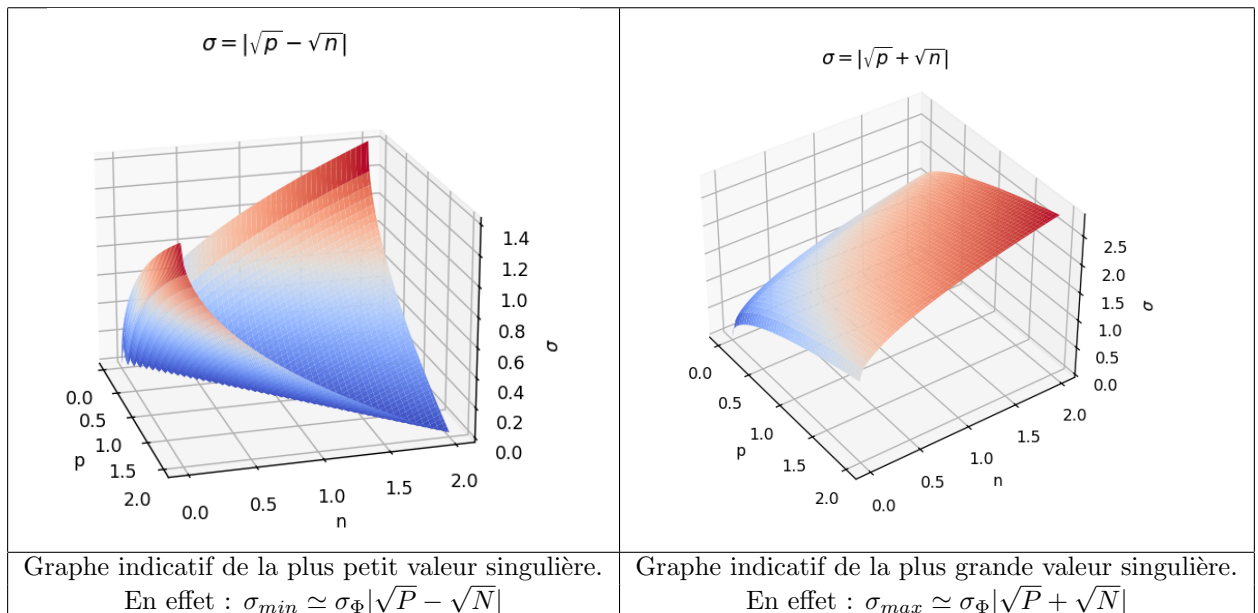 σ = |√p − √n|
1.4
1.2
1.0
0.8
0.6
0.4
0.2
0.0
σ
0.0
0.5
1.0
1.5
2.0
p
0.0
0.5
1.0
1.5
2.0
n
Graphe indicatif de la plus petit valeur singulière.
En effet : σ_min ≃ σ_Φ|√P − √N|
σ = |√p + √n|
2.5
2.0
1.5
1.0
0.5
0.0
σ
0.0
0.5
1.0
1.5
2.0
p
0.0
0.5
1.0
1.5
2.0
n
Graphe indicatif de la plus grande valeur singulière.
En effet : σ_max ≃ σ_Φ|√P + √N|